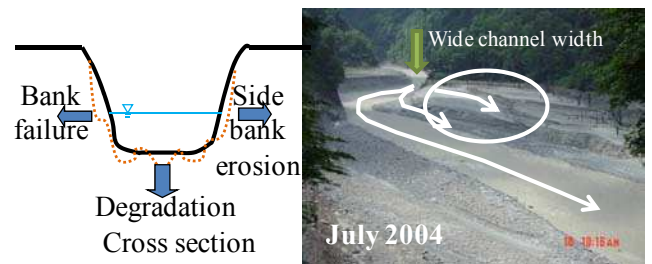 Bank
failure
Side
bank
erosion
Degradation
Cross section
Wide channel width
July 2004